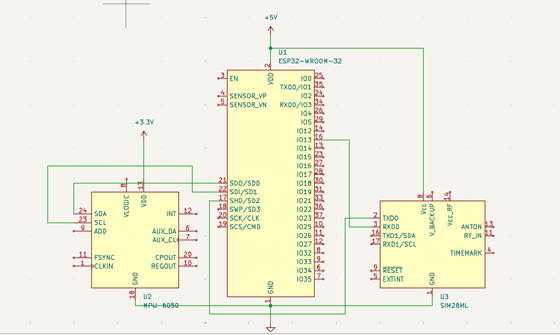 +5V
U1
ESP32-WROOM-32
2
VDD
3 EN
4 SENSOR_VP
5 SENSOR_VN
IO0 25
TXD0/IO1 35
IO2 24
RXD0/IO3 34
IO4 26
IO5 29
IO12 14
IO13 16
IO14 13
IO15 23
IO16 27
IO17 28
IO18 30
IO19 31
IO21 33
IO22 36
IO23 37
IO25 10
IO26 11
IO27 12
IO32 8
IO33 9
IO34 6
IO35 7
21 SDO/SD0
22 SDI/SD1
17 SHD/SD2
18 SWP/SD3
20 SCK/CLK
19 SCS/CMD
GND
1
+3.3V
8
VLOGIC
13
VDD
24 SDA
23 SCL
9 AD0
11 FSYNC
1 CLKIN
INT 12
AUX_DA 6
AUX_CL 7
CPOUT 20
REGOUT 10
GND
18
U2
MPU-6050
8
Vcc
6
V_BACKUP
14
Vcc_RF
2 TXD0
3 RXD0
16 TXD1/SDA
17 RXD1/SCL
9 RESET
5 EXTINT
ANTON 13
RF_IN 11
TIMEMARK 4
GND
1
U3
SIM28ML